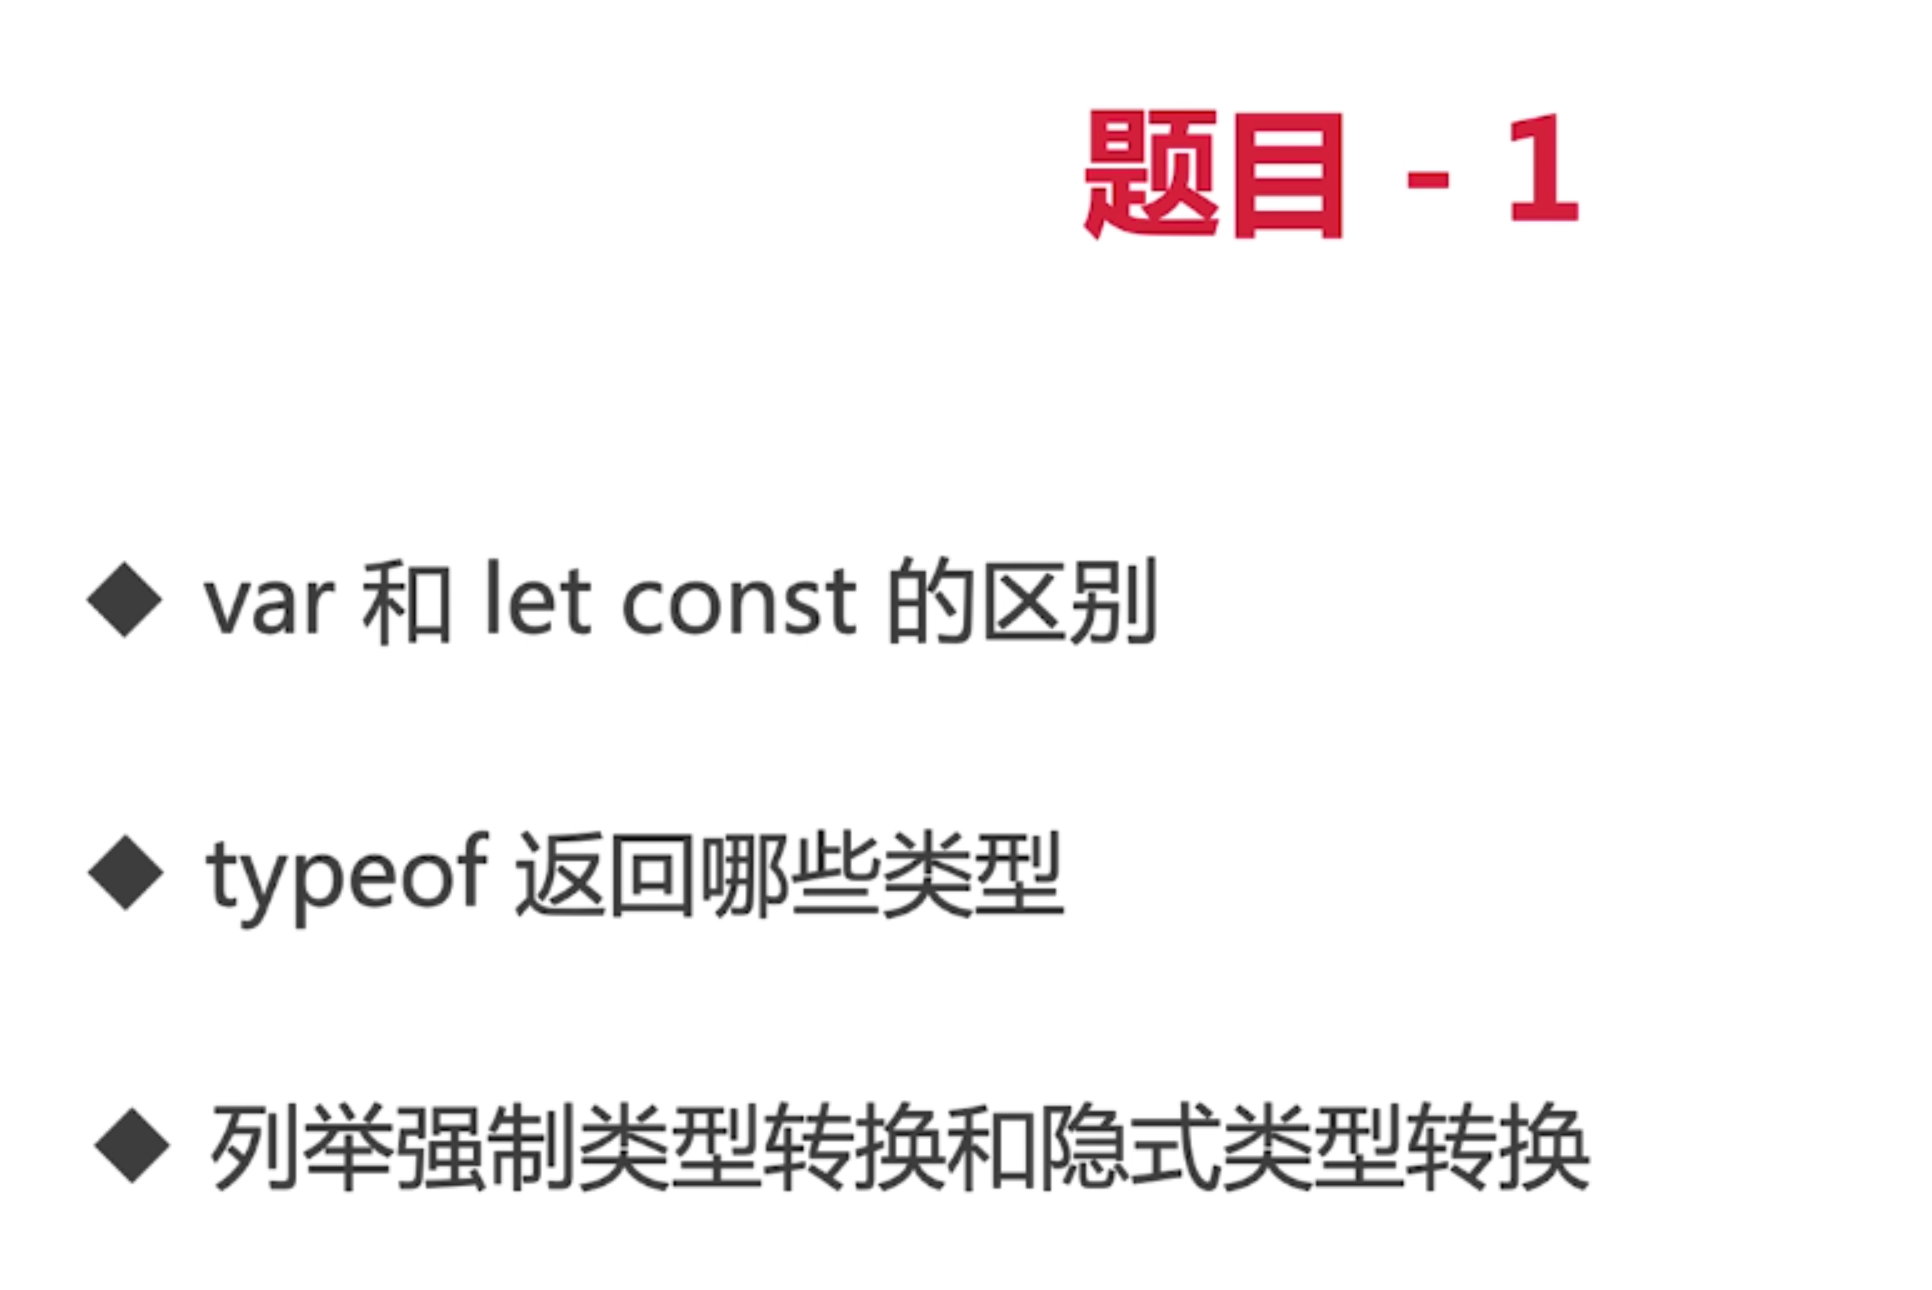 题目 - 1
◆ var 和 let const 的区别
◆ typeof 返回哪些类型
◆ 列举强制类型转换和隐式类型转换